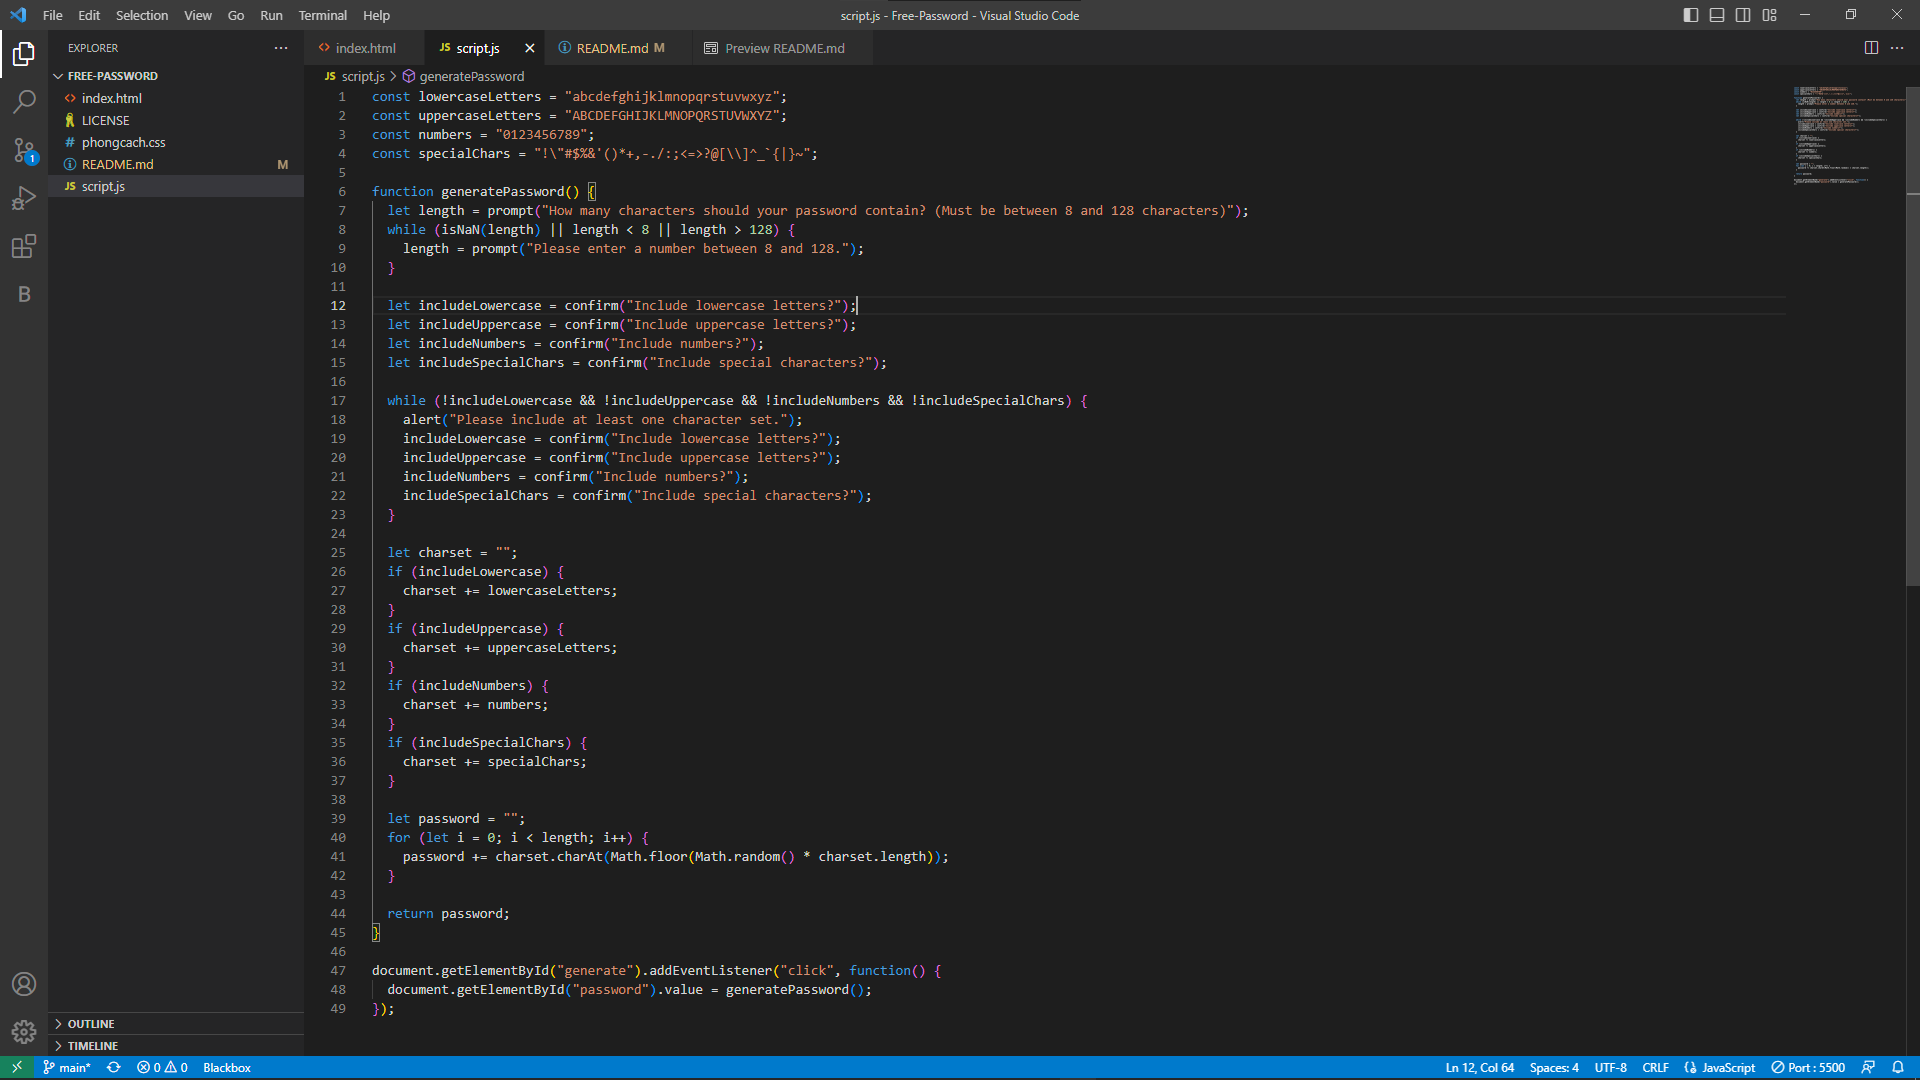 File Edit Selection View Go Run Terminal Help
script.js - Free-Password - Visual Studio Code
EXPLORER
FREE-PASSWORD
index.html
LICENSE
phongcach.css
README.md M
script.js
OUTLINE
TIMELINE
index.html
script.js
README.md M
Preview README.md
script.js > generatePassword
1 const lowercaseLetters = "abcdefghijklmnopqrstuvwxyz";
2 const uppercaseLetters = "ABCDEFGHIJKLMNOPQRSTUVWXYZ";
3 const numbers = "0123456789";
4 const specialChars = "!\"#$%&'()*+,-./:;<=>?@[\\]^_`{|}~";
5
6 function generatePassword() {
7 let length = prompt("How many characters should your password contain? (Must be between 8 and 128 characters)");
8 while (isNaN(length) || length < 8 || length > 128) {
9 length = prompt("Please enter a number between 8 and 128.");
10 }
11
12 let includeLowercase = confirm("Include lowercase letters?");
13 let includeUppercase = confirm("Include uppercase letters?");
14 let includeNumbers = confirm("Include numbers?");
15 let includeSpecialChars = confirm("Include special characters?");
16
17 while (!includeLowercase && !includeUppercase && !includeNumbers && !includeSpecialChars) {
18 alert("Please include at least one character set.");
19 includeLowercase = confirm("Include lowercase letters?");
20 includeUppercase = confirm("Include uppercase letters?");
21 includeNumbers = confirm("Include numbers?");
22 includeSpecialChars = confirm("Include special characters?");
23 }
24
25 let charset = "";
26 if (includeLowercase) {
27 charset += lowercaseLetters;
28 }
29 if (includeUppercase) {
30 charset += uppercaseLetters;
31 }
32 if (includeNumbers) {
33 charset += numbers;
34 }
35 if (includeSpecialChars) {
36 charset += specialChars;
37 }
38
39 let password = "";
40 for (let i = 0; i < length; i++) {
41 password += charset.charAt(Math.floor(Math.random() * charset.length));
42 }
43
44 return password;
45 }
46
47 document.getElementById("generate").addEventListener("click", function() {
48 document.getElementById("password").value = generatePassword();
49 });
main* 0 0 Blackbox
Ln 12, Col 64 Spaces: 4 UTF-8 CRLF JavaScript Port : 5500